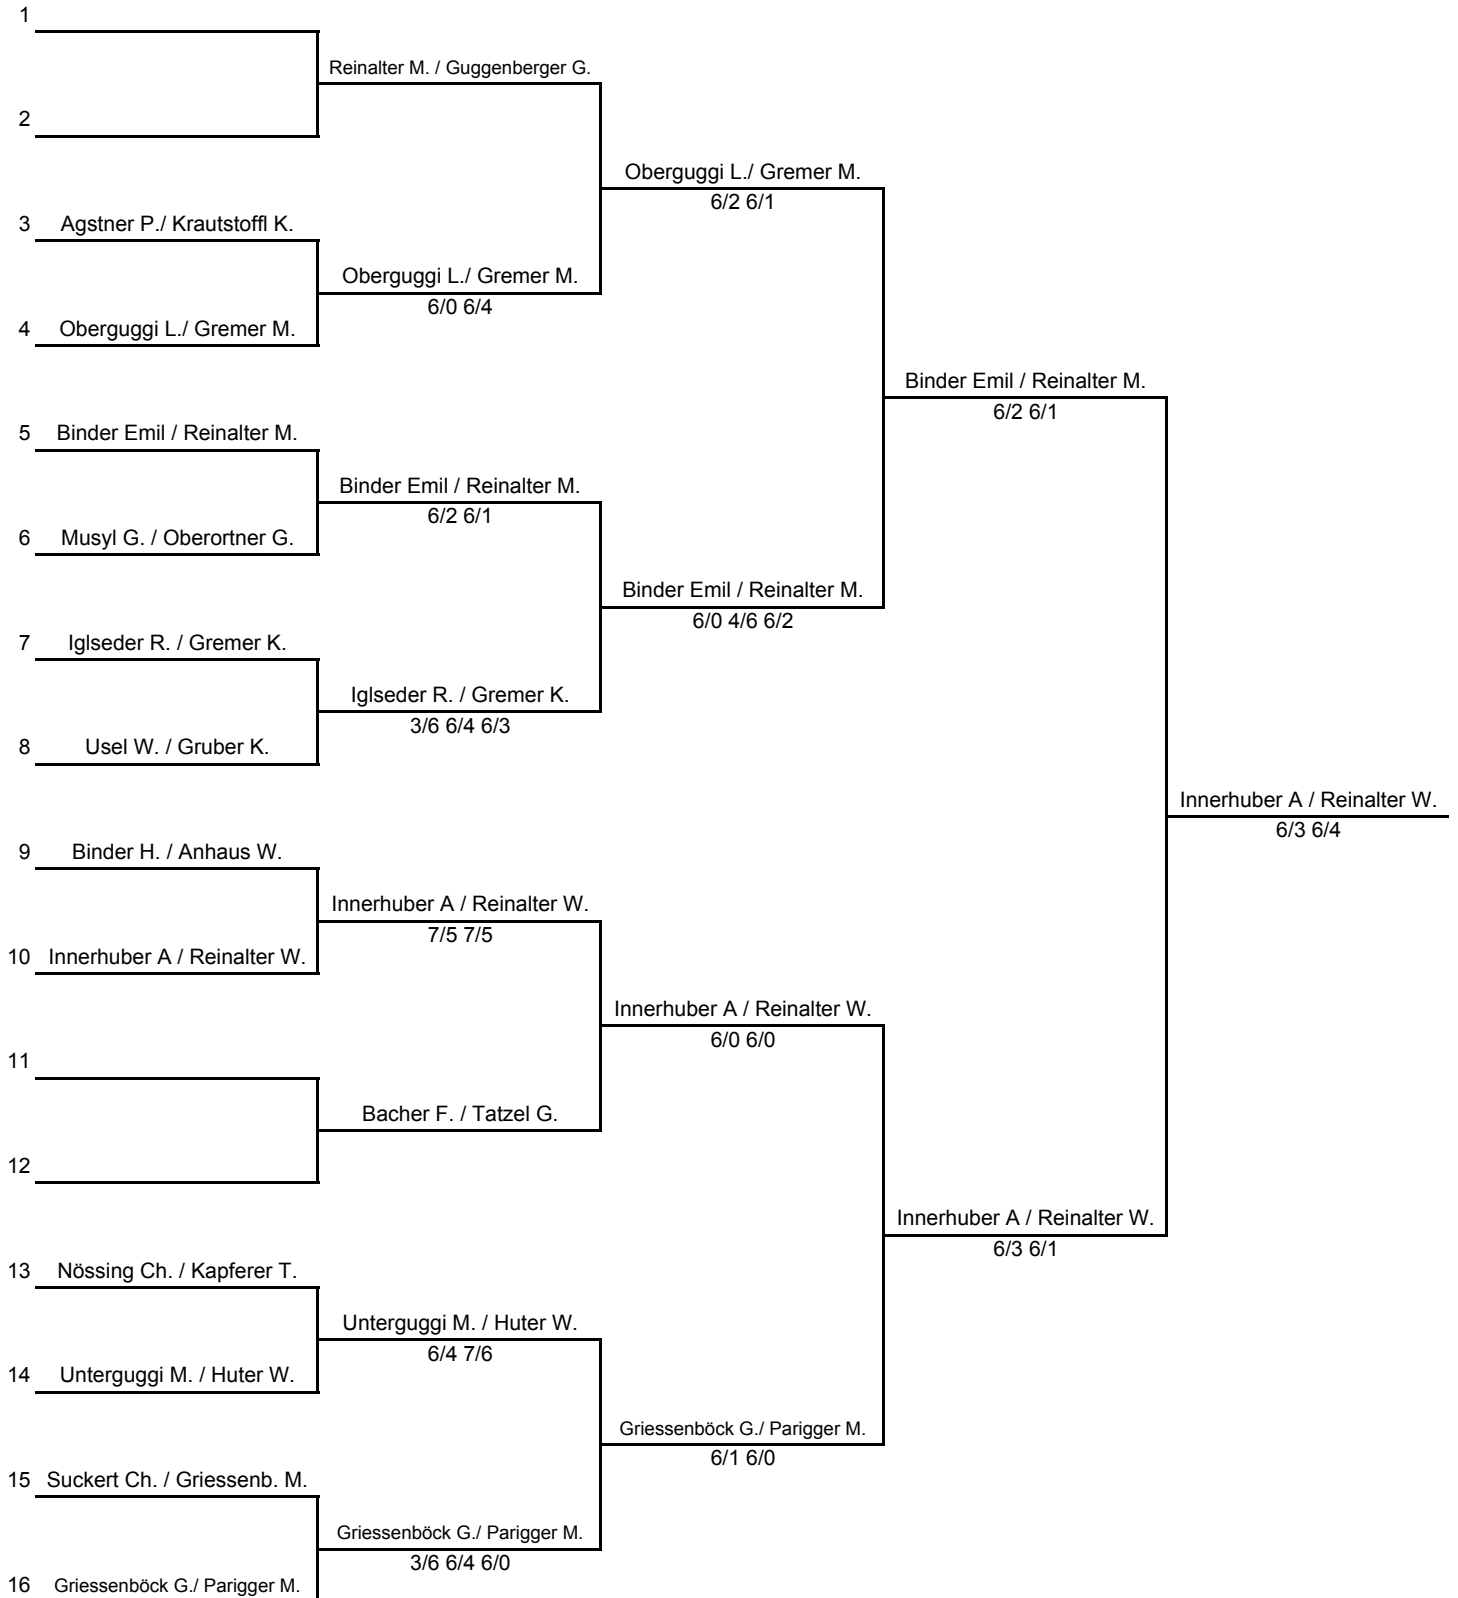 1
Reinalter M. / Guggenberger G.
2
Oberguggi L./ Gremer M.
6/2 6/1
3 Agstner P./ Krautstoffl K.
Oberguggi L./ Gremer M.
6/0 6/4
4 Oberguggi L./ Gremer M.
Binder Emil / Reinalter M.
6/2 6/1
5 Binder Emil / Reinalter M.
Binder Emil / Reinalter M.
6/2 6/1
6 Musyl G. / Oberortner G.
Binder Emil / Reinalter M.
6/0 4/6 6/2
7 Iglseder R. / Gremer K.
Iglseder R. / Gremer K.
3/6 6/4 6/3
8 Usel W. / Gruber K.
Innerhuber A / Reinalter W.
6/3 6/4
9 Binder H. / Anhaus W.
Innerhuber A / Reinalter W.
7/5 7/5
10 Innerhuber A / Reinalter W.
Innerhuber A / Reinalter W.
6/0 6/0
11
Bacher F. / Tatzel G.
12
Innerhuber A / Reinalter W.
6/3 6/1
13 Nössing Ch. / Kapferer T.
Unterguggi M. / Huter W.
6/4 7/6
14 Unterguggi M. / Huter W.
Griessenböck G./ Parigger M.
6/1 6/0
15 Suckert Ch. / Griessenb. M.
Griessenböck G./ Parigger M.
3/6 6/4 6/0
16 Griessenböck G./ Parigger M.